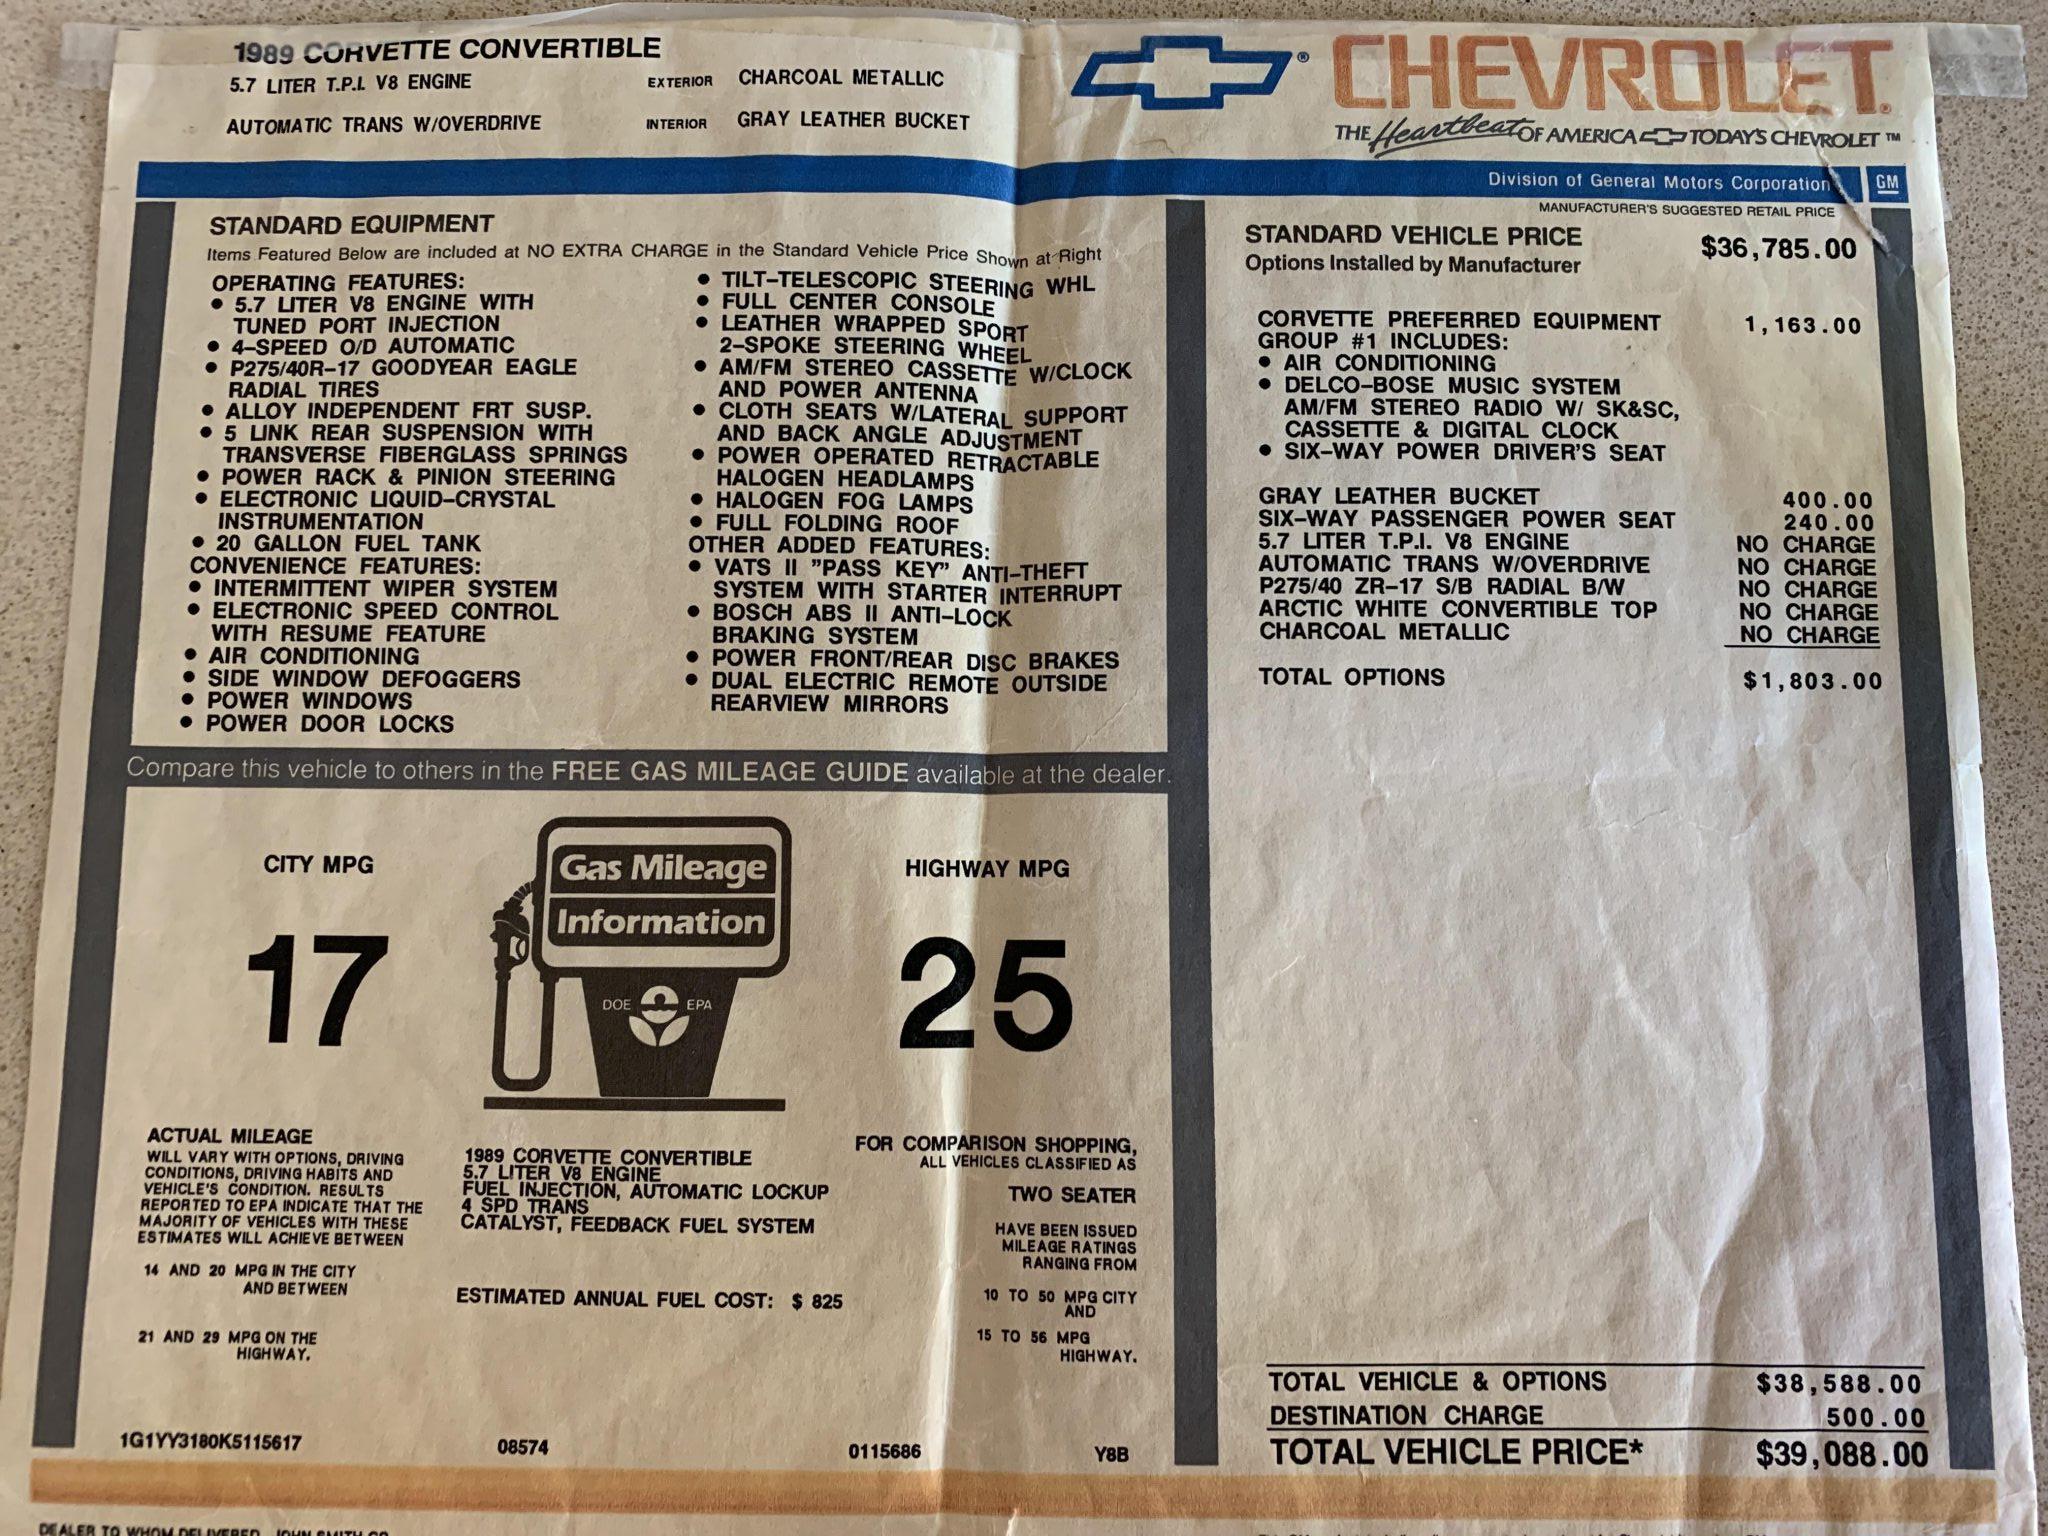 1989 CORVETTE CONVERTIBLE
5.7 LITER T.P.I. V8 ENGINE
AUTOMATIC TRANS W/OVERDRIVE
EXTERIOR CHARCOAL METALLIC
INTERIOR GRAY LEATHER BUCKET
® CHEVROLET.
THE Heartbeat OF AMERICA TODAY'S CHEVROLET ™
Division of General Motors Corporation GM
STANDARD EQUIPMENT
Items Featured Below are included at NO EXTRA CHARGE in the Standard Vehicle Price Shown at Right
OPERATING FEATURES:
• 5.7 LITER V8 ENGINE WITH
TUNED PORT INJECTION
• 4-SPEED O/D AUTOMATIC
• P275/40R-17 GOODYEAR EAGLE
RADIAL TIRES
• ALLOY INDEPENDENT FRT SUSP.
• 5 LINK REAR SUSPENSION WITH
TRANSVERSE FIBERGLASS SPRINGS
• POWER RACK & PINION STEERING
• ELECTRONIC LIQUID-CRYSTAL
INSTRUMENTATION
• 20 GALLON FUEL TANK
CONVENIENCE FEATURES:
• INTERMITTENT WIPER SYSTEM
• ELECTRONIC SPEED CONTROL
WITH RESUME FEATURE
• AIR CONDITIONING
• SIDE WINDOW DEFOGGERS
• POWER WINDOWS
• POWER DOOR LOCKS
• TILT-TELESCOPIC STEERING WHL
• FULL CENTER CONSOLE
• LEATHER WRAPPED SPORT
2-SPOKE STEERING WHEEL
• AM/FM STEREO CASSETTE W/CLOCK
AND POWER ANTENNA
• CLOTH SEATS W/LATERAL SUPPORT
AND BACK ANGLE ADJUSTMENT
• POWER OPERATED RETRACTABLE
HALOGEN HEADLAMPS
• HALOGEN FOG LAMPS
• FULL FOLDING ROOF
OTHER ADDED FEATURES:
• VATS II "PASS KEY" ANTI-THEFT
SYSTEM WITH STARTER INTERRUPT
• BOSCH ABS II ANTI-LOCK
BRAKING SYSTEM
• POWER FRONT/REAR DISC BRAKES
• DUAL ELECTRIC REMOTE OUTSIDE
REARVIEW MIRRORS
MANUFACTURER'S SUGGESTED RETAIL PRICE
STANDARD VEHICLE PRICE $36,785.00
Options Installed by Manufacturer
CORVETTE PREFERRED EQUIPMENT 1,163.00
GROUP #1 INCLUDES:
• AIR CONDITIONING
• DELCO-BOSE MUSIC SYSTEM
AM/FM STEREO RADIO W/ SK&SC,
CASSETTE & DIGITAL CLOCK
• SIX-WAY POWER DRIVER'S SEAT
GRAY LEATHER BUCKET 400.00
SIX-WAY PASSENGER POWER SEAT 240.00
5.7 LITER T.P.I. V8 ENGINE NO CHARGE
AUTOMATIC TRANS W/OVERDRIVE NO CHARGE
P275/40 ZR-17 S/B RADIAL B/W NO CHARGE
ARCTIC WHITE CONVERTIBLE TOP NO CHARGE
CHARCOAL METALLIC NO CHARGE
TOTAL OPTIONS $1,803.00
Compare this vehicle to others in the FREE GAS MILEAGE GUIDE available at the dealer.
CITY MPG
17
Gas Mileage
Information
DOE EPA
HIGHWAY MPG
25
ACTUAL MILEAGE
WILL VARY WITH OPTIONS, DRIVING
CONDITIONS, DRIVING HABITS AND
VEHICLE'S CONDITION. RESULTS
REPORTED TO EPA INDICATE THAT THE
MAJORITY OF VEHICLES WITH THESE
ESTIMATES WILL ACHIEVE BETWEEN
14 AND 20 MPG IN THE CITY
AND BETWEEN
21 AND 29 MPG ON THE
HIGHWAY.
1989 CORVETTE CONVERTIBLE
5.7 LITER V8 ENGINE
FUEL INJECTION, AUTOMATIC LOCKUP
4 SPD TRANS
CATALYST, FEEDBACK FUEL SYSTEM
ESTIMATED ANNUAL FUEL COST: $ 825
FOR COMPARISON SHOPPING,
ALL VEHICLES CLASSIFIED AS
TWO SEATER
HAVE BEEN ISSUED
MILEAGE RATINGS
RANGING FROM
10 TO 50 MPG CITY
AND
15 TO 56 MPG
HIGHWAY.
1G1YY3180K5115617 08574 0115686 Y8B
TOTAL VEHICLE & OPTIONS $38,588.00
DESTINATION CHARGE 500.00
TOTAL VEHICLE PRICE* $39,088.00
DEALER TO WHOM DELIVERED JOHN SMITH CO